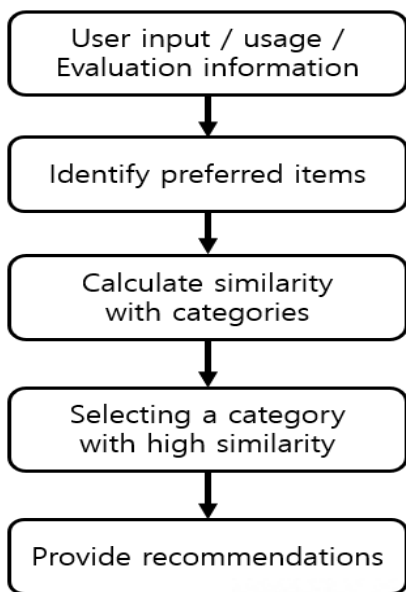 User input / usage /
Evaluation information
Identify preferred items
Calculate similarity
with categories
Selecting a category
with high similarity
Provide recommendations